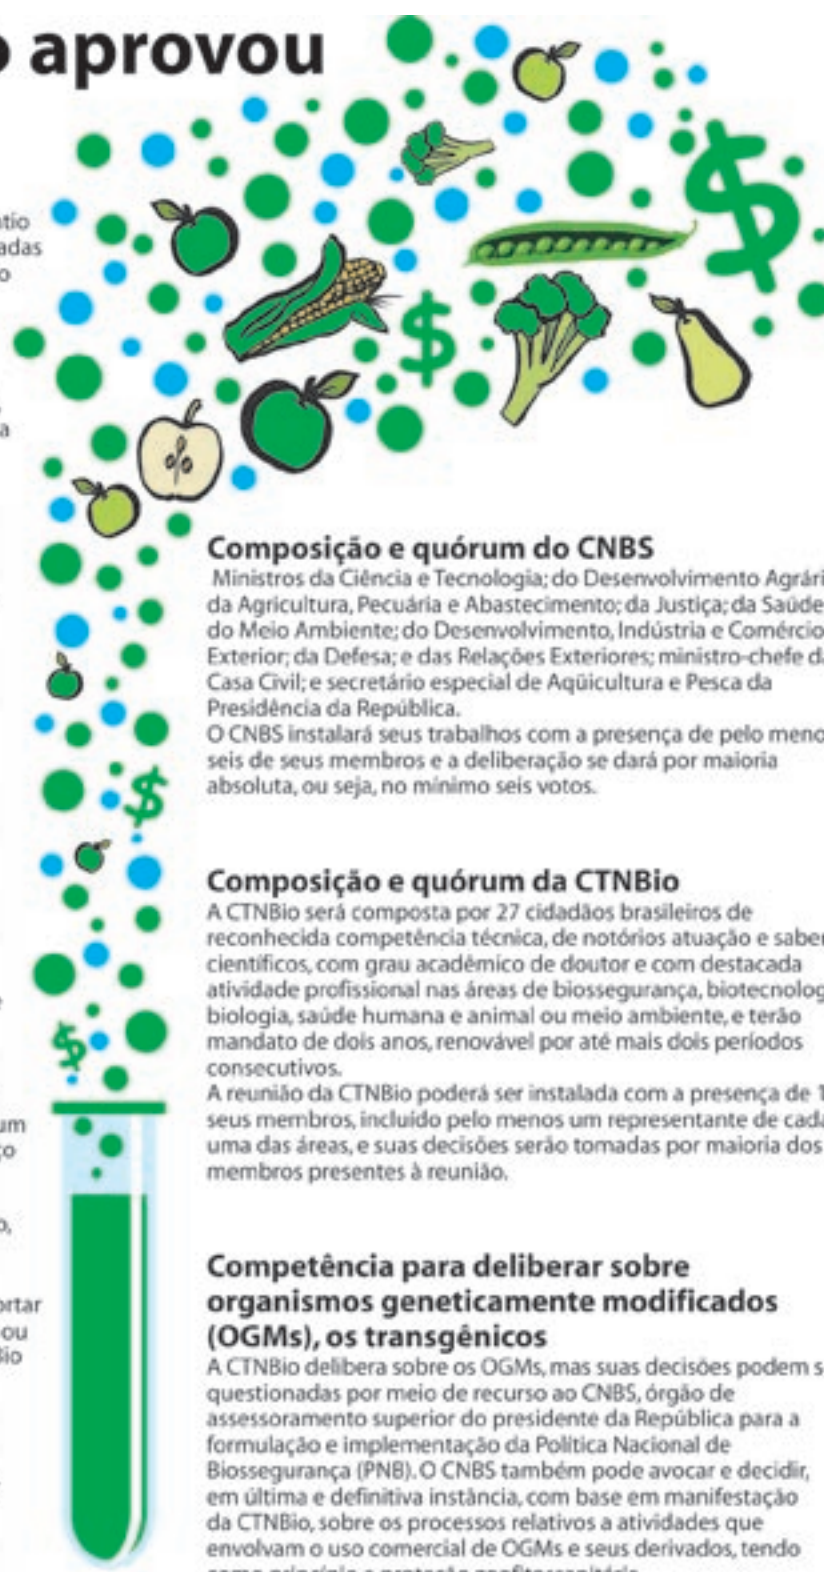 aprovou
tio
adas
o
a
Composição e quórum do CNBS
Ministros da Ciência e Tecnologia; do Desenvolvimento Agrári
da Agricultura, Pecuária e Abastecimento; da Justiça; da Saúde
do Meio Ambiente; do Desenvolvimento, Indústria e Comércio
Exterior; da Defesa; e das Relações Exteriores; ministro-chefe da
Casa Civil; e secretário especial de Aqüicultura e Pesca da
Presidência da República.
O CNBS instalará seus trabalhos com a presença de pelo meno
seis de seus membros e a deliberação se dará por maioria
absoluta, ou seja, no mínimo seis votos.
Composição e quórum da CTNBio
A CTNBio será composta por 27 cidadãos brasileiros de
reconhecida competência técnica, de notórios atuação e saber
científicos, com grau acadêmico de doutor e com destacada
atividade profissional nas áreas de biossegurança, biotecnolog
biologia, saúde humana e animal ou meio ambiente, e terão
mandato de dois anos, renovável por até mais dois períodos
consecutivos.
A reunião da CTNBio poderá ser instalada com a presença de 1
seus membros, incluído pelo menos um representante de cada
uma das áreas, e suas decisões serão tomadas por maioria dos
membros presentes à reunião.
e
um
ço
o,
ortar
ou
Bio
Competência para deliberar sobre
organismos geneticamente modificados
(OGMs), os transgênicos
A CTNBio delibera sobre os OGMs, mas suas decisões podem s
questionadas por meio de recurso ao CNBS, órgão de
assessoramento superior do presidente da República para a
formulação e implementação da Política Nacional de
Biossegurança (PNB). O CNBS também pode avocar e decidir,
em última e definitiva instância, com base em manifestação
da CTNBio, sobre os processos relativos a atividades que
envolvam o uso comercial de OGMs e seus derivados, tendo